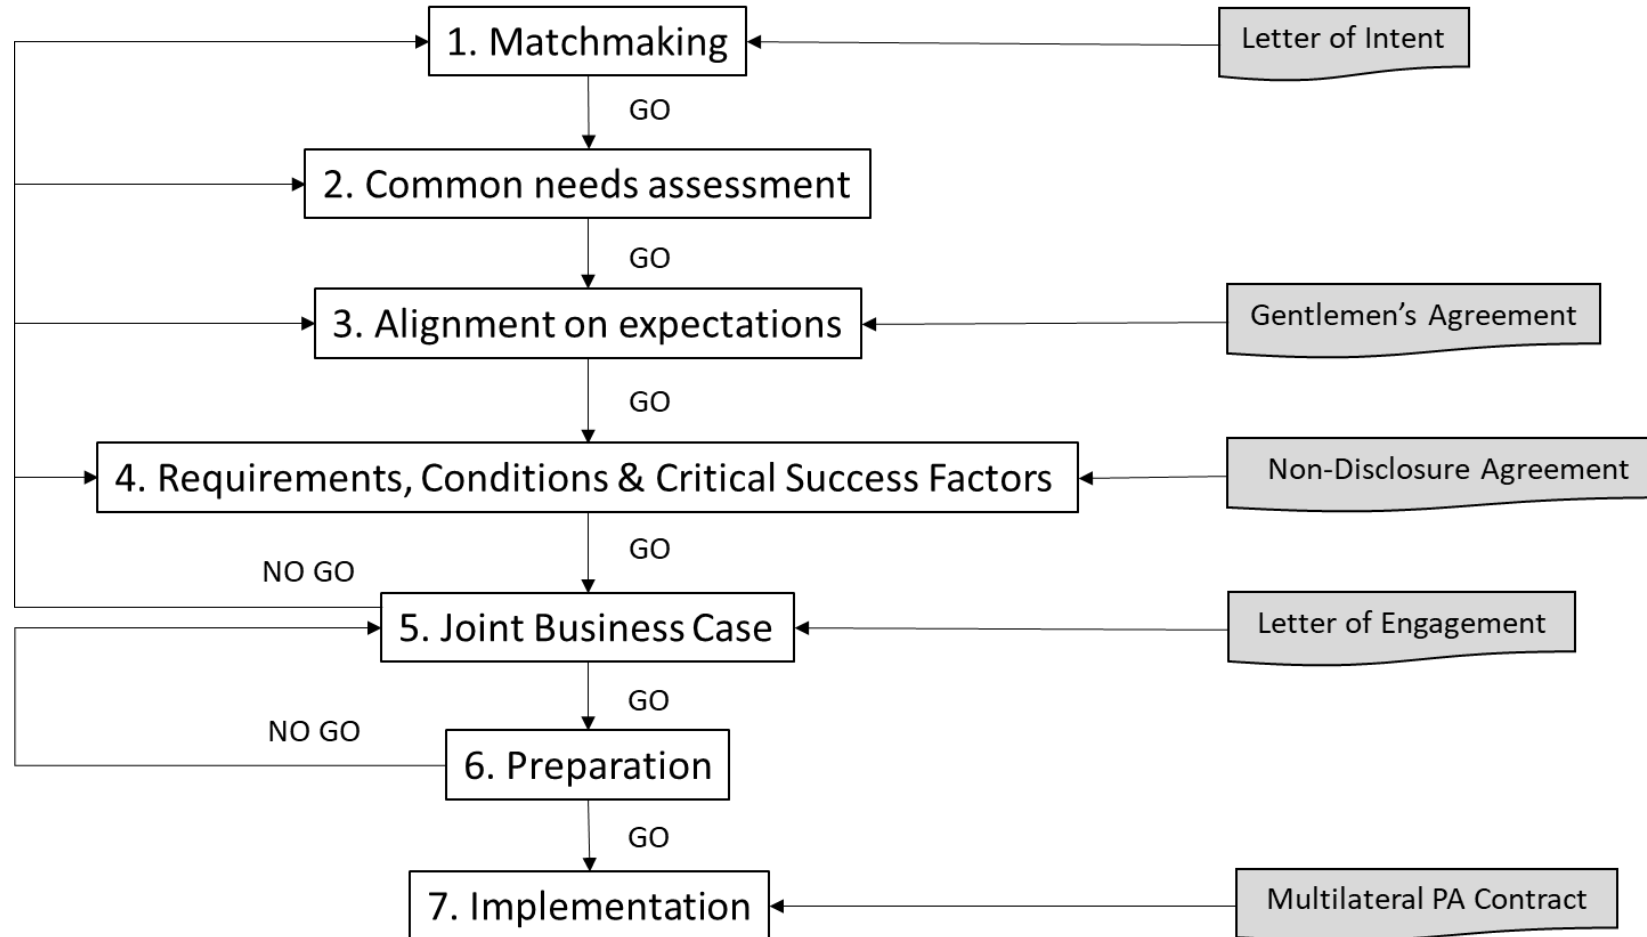 1. Matchmaking
Letter of Intent
GO
2. Common needs assessment
GO
3. Alignment on expectations
Gentlemen’s Agreement
GO
4. Requirements, Conditions & Critical Success Factors
Non-Disclosure Agreement
GO
NO GO
5. Joint Business Case
Letter of Engagement
GO
NO GO
6. Preparation
GO
7. Implementation
Multilateral PA Contract